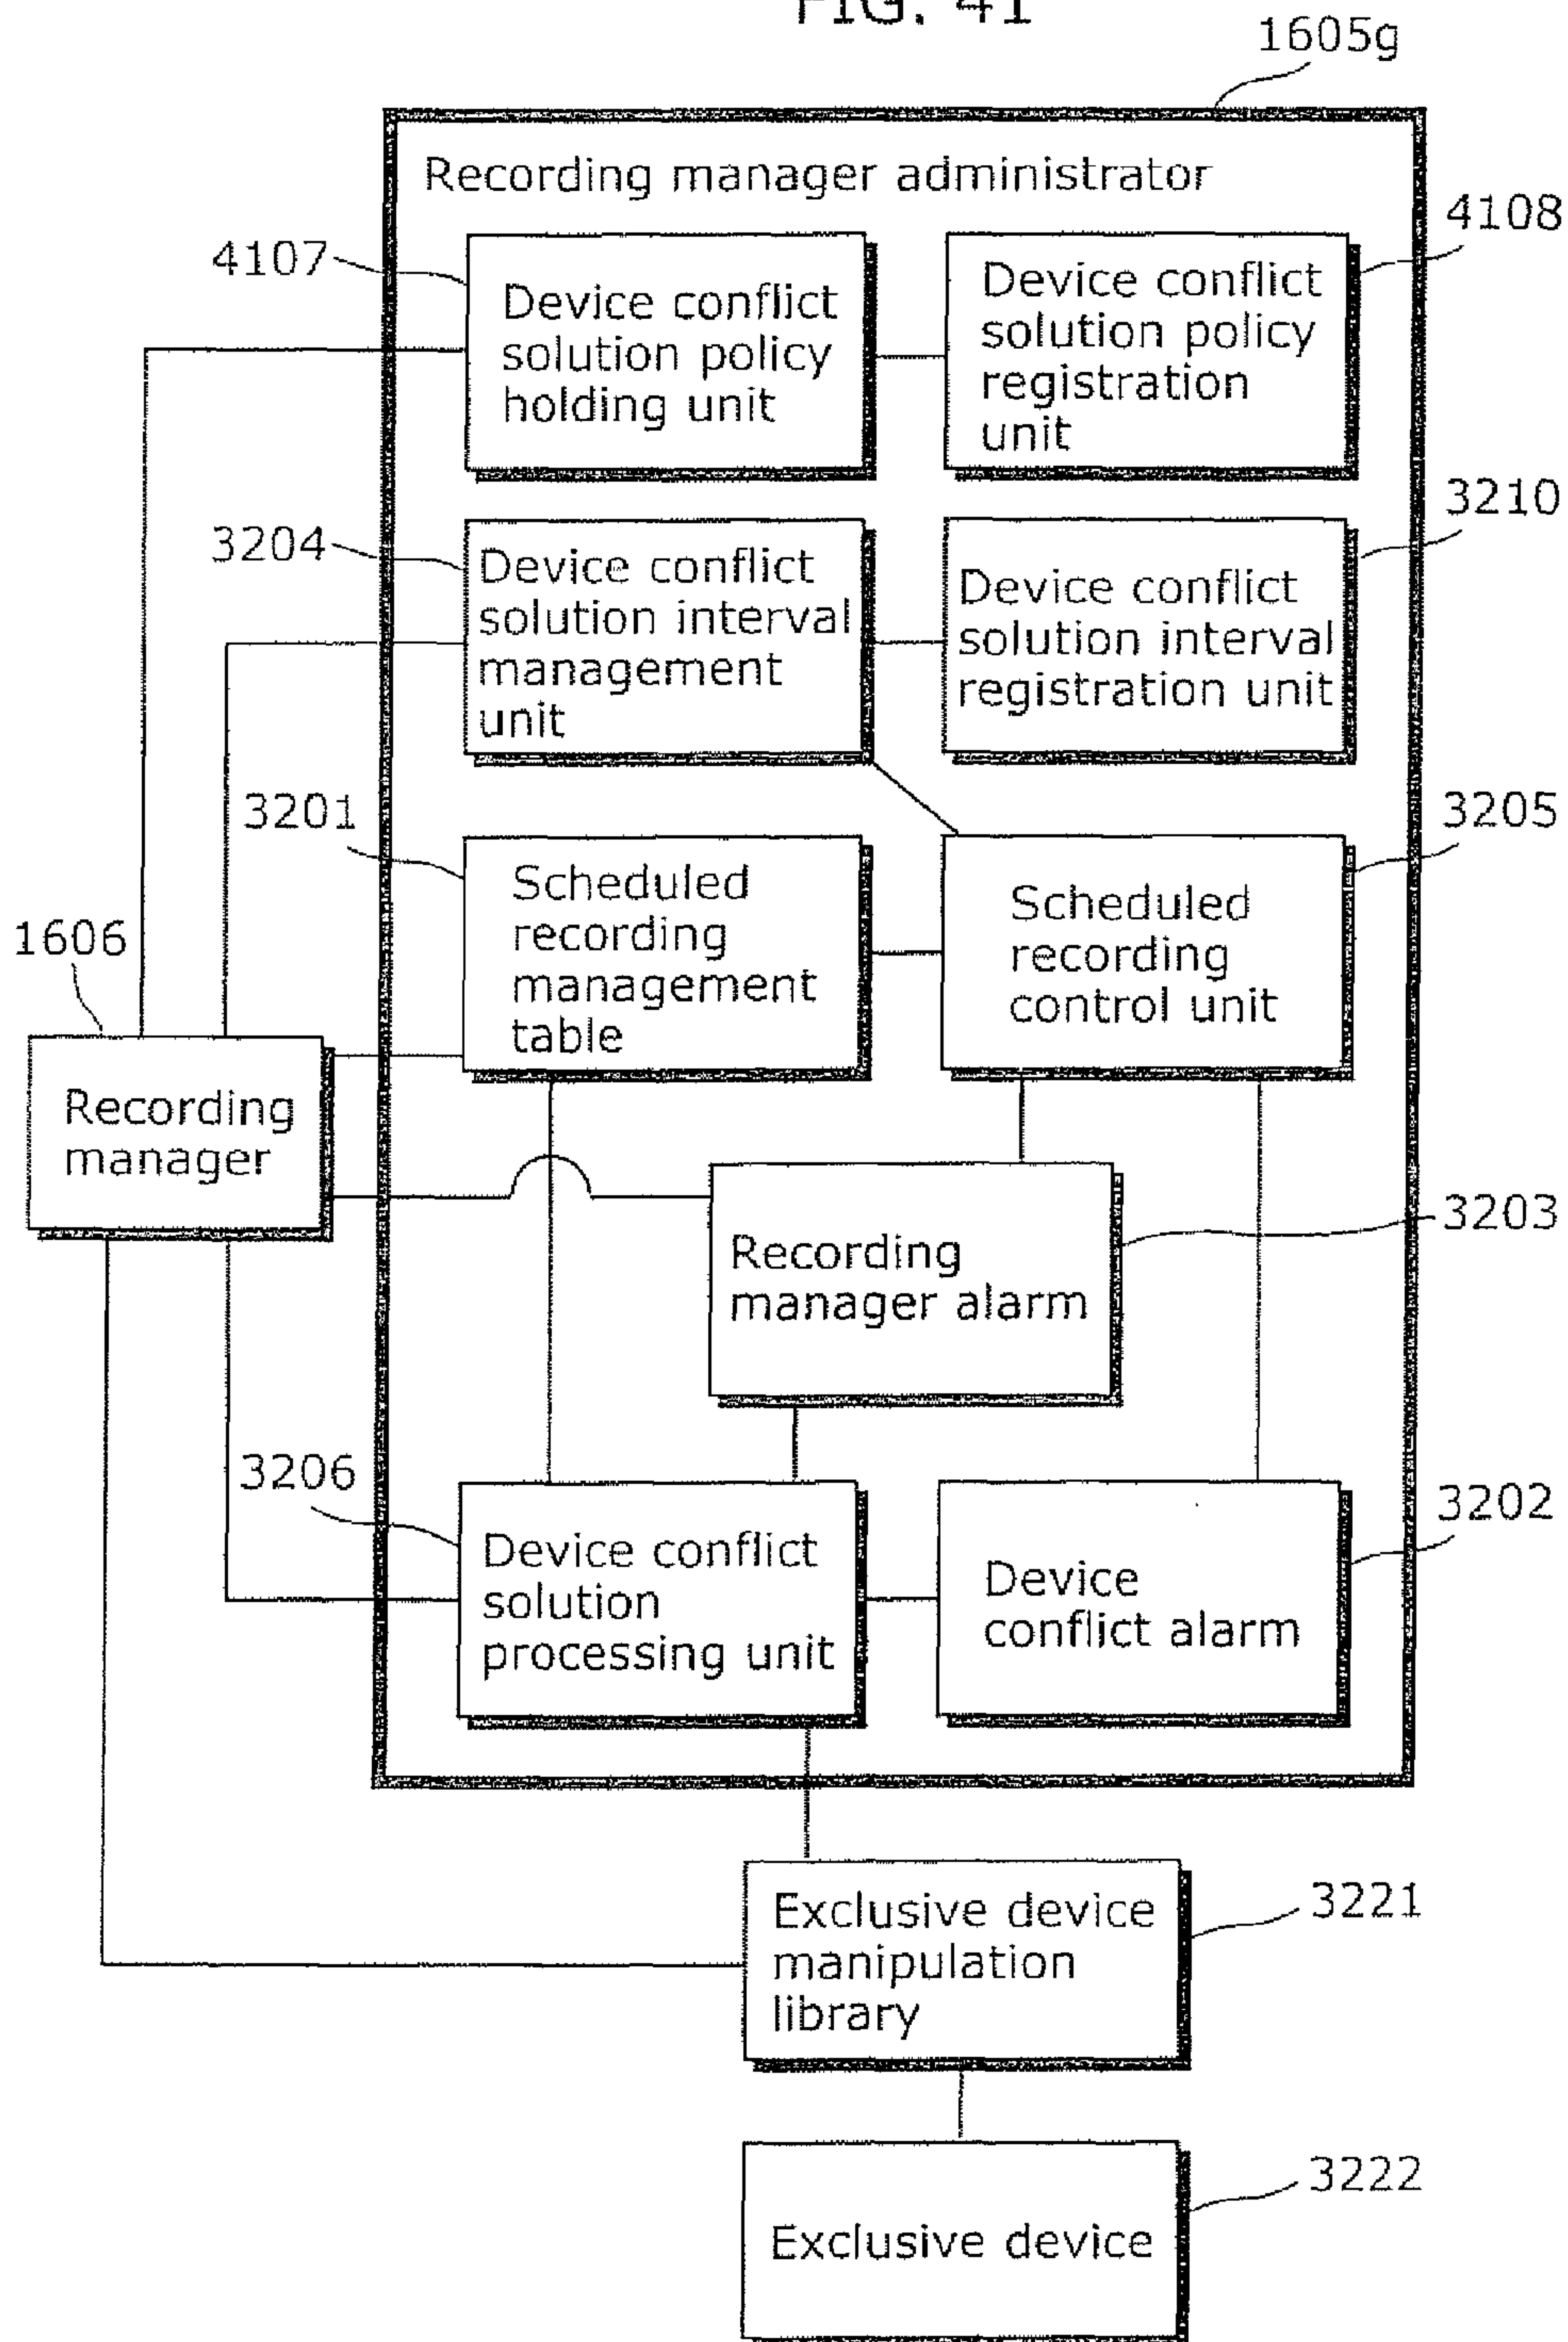 FIG. 41
1605g
Recording manager administrator
4107
Device conflict
solution policy
holding unit
4108
Device conflict
solution policy
registration
unit
3204
Device conflict
solution interval
management
unit
3210
Device conflict
solution interval
registration unit
3201
Scheduled
recording
management
table
3205
Scheduled
recording
control unit
1606
Recording
manager
3203
Recording
manager alarm
3206
Device conflict
solution
processing unit
3202
Device
conflict alarm
3221
Exclusive device
manipulation
library
3222
Exclusive device